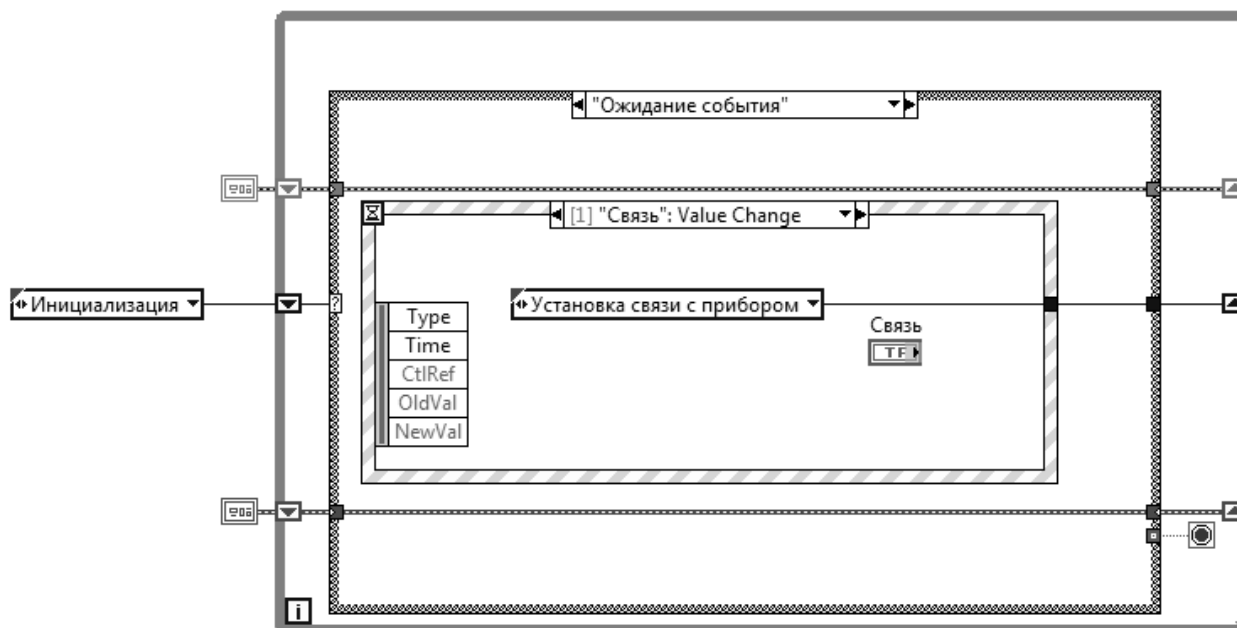 "Ожидание события"
[1] "Связь": Value Change
Инициализация
?
Установка связи с прибором
Type
Time
CtlRef
OldVal
NewVal
Связь
TF
i